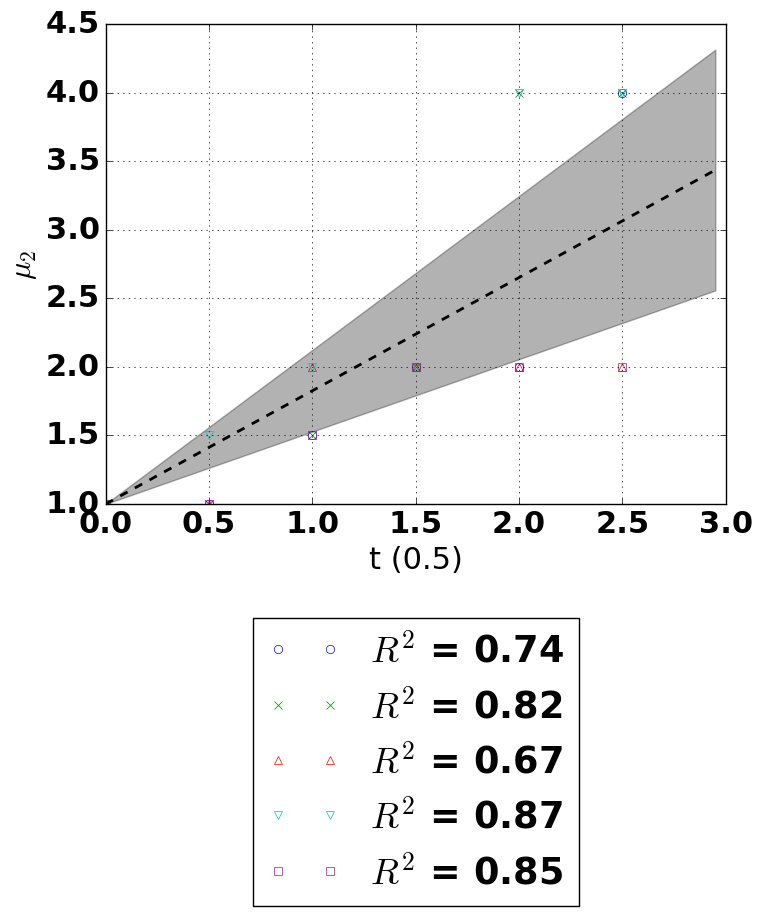 4.5
4.0
3.5
3.0
2.5
2.0
1.5
1.0
μ₂
0.0 0.5 1.0 1.5 2.0 2.5 3.0
t (0.5)
R² = 0.74
R² = 0.82
R² = 0.67
R² = 0.87
R² = 0.85